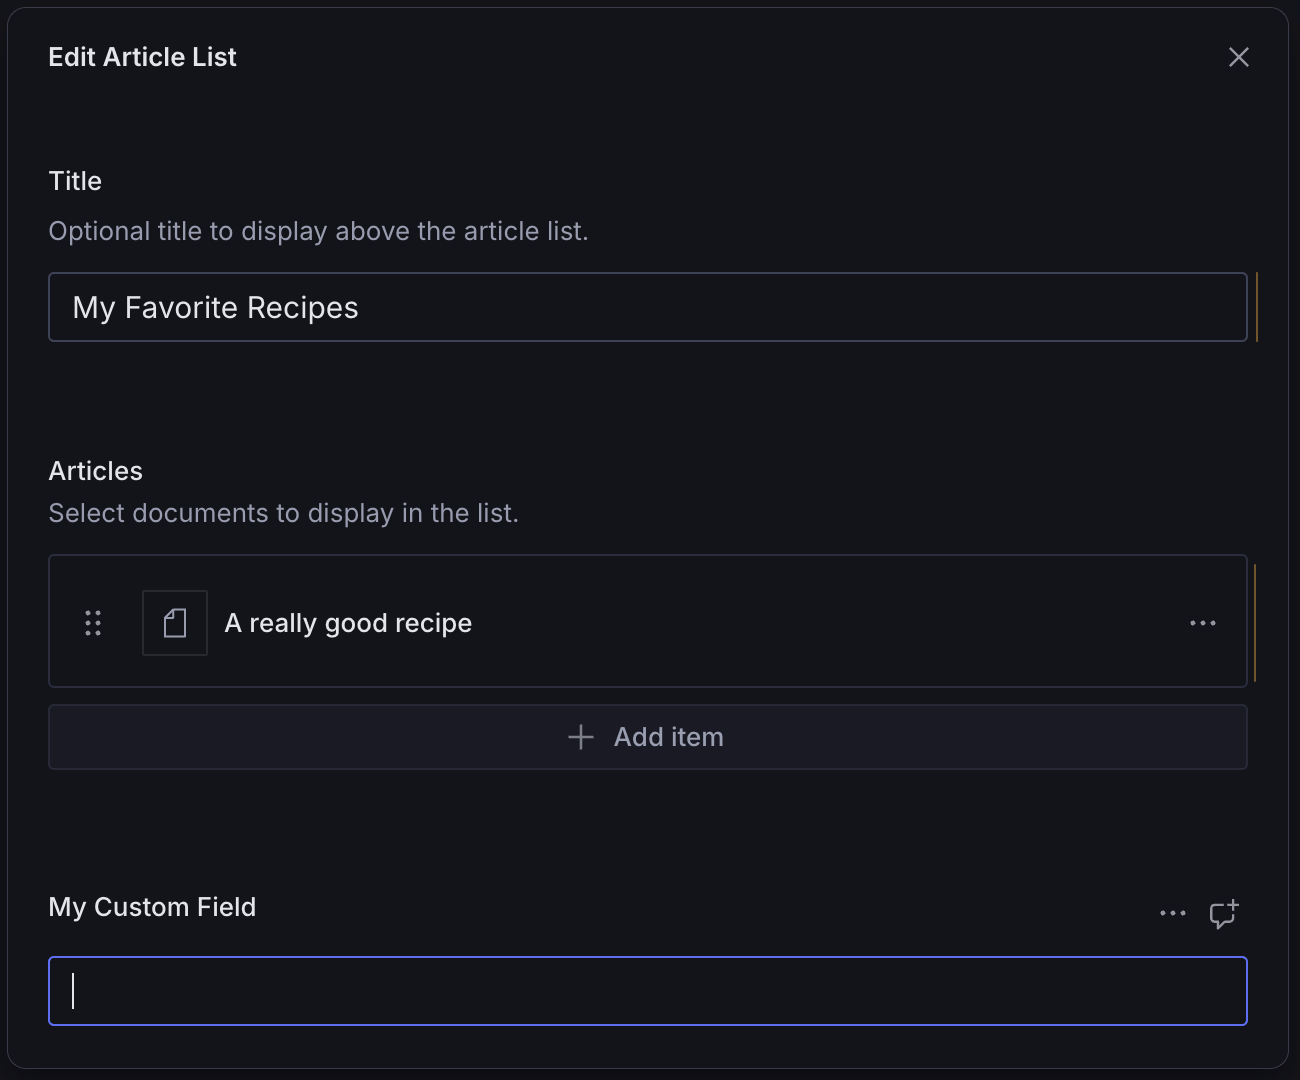 Edit Article List
Title
Optional title to display above the article list.
My Favorite Recipes
Articles
Select documents to display in the list.
A really good recipe
Add item
My Custom Field